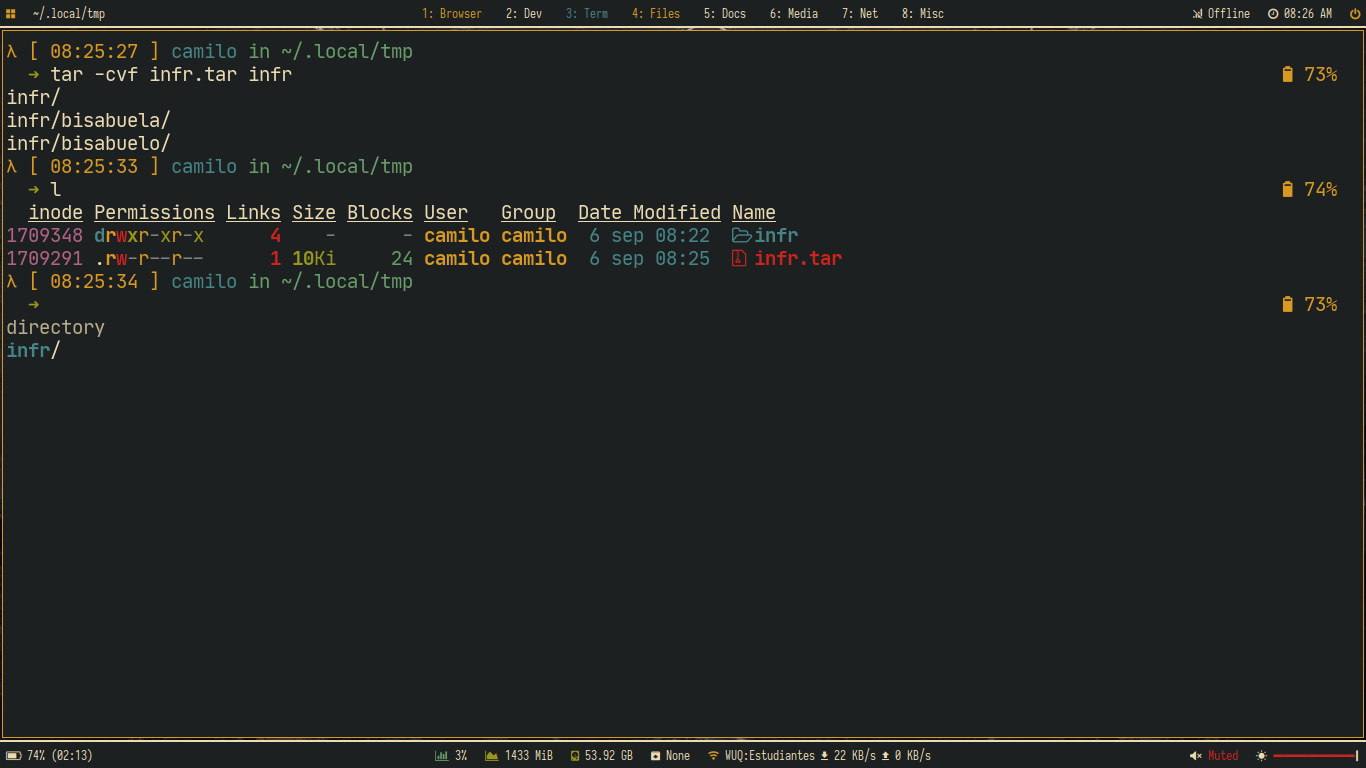 ~/.local/tmp 1: Browser 2: Dev 3: Term 4: Files 5: Docs 6: Media 7: Net 8: Misc Offline 08:26 AM
λ [ 08:25:27 ] camilo in ~/.local/tmp
➜ tar -cvf infr.tar infr 73%
infr/
infr/bisabuela/
infr/bisabuelo/
λ [ 08:25:33 ] camilo in ~/.local/tmp
➜ l 74%
inode Permissions Links Size Blocks User Group Date Modified Name
1709348 drwxr-xr-x 4 - - camilo camilo 6 sep 08:22 infr
1709291 .rw-r--r-- 1 10Ki 24 camilo camilo 6 sep 08:25 infr.tar
λ [ 08:25:34 ] camilo in ~/.local/tmp
➜ 73%
directory
infr/
74% (02:13) 3% 1433 MiB 53.92 GB None WUQ:Estudiantes 22 KB/s 0 KB/s Muted